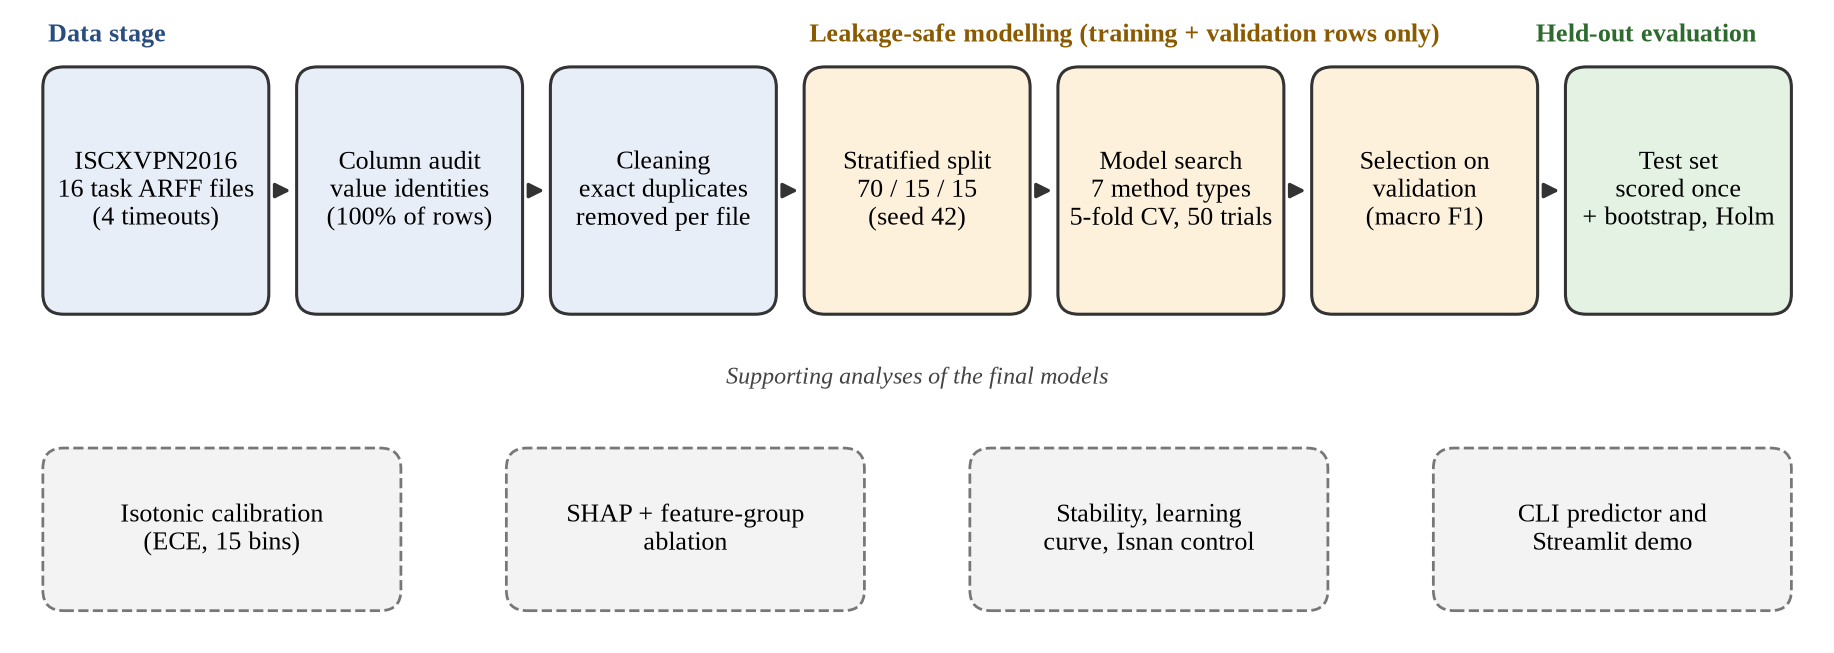 Data stage
Leakage-safe modelling (training + validation rows only)
Held-out evaluation
ISCXVPN2016
16 task ARFF files
(4 timeouts)
Column audit
value identities
(100% of rows)
Cleaning
exact duplicates
removed per file
Stratified split
70 / 15 / 15
(seed 42)
Model search
7 method types
5-fold CV, 50 trials
Selection on
validation
(macro F1)
Test set
scored once
+ bootstrap, Holm
Supporting analyses of the final models
Isotonic calibration
(ECE, 15 bins)
SHAP + feature-group
ablation
Stability, learning
curve, Isnan control
CLI predictor and
Streamlit demo